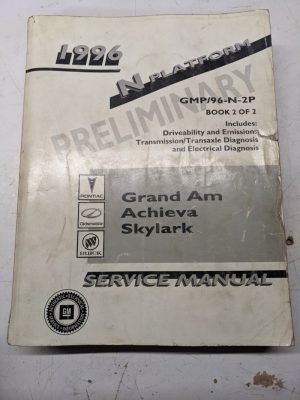 1996
N PLATFORM
PRELIMINARY
GMP/96-N-2P
BOOK 2 OF 2
Includes:
Driveability and Emissions
Transmission/Transaxle Diagnosis
and Electrical Diagnosis
PONTIAC
Oldsmobile
BUICK
Grand Am
Achieva
Skylark
SERVICE MANUAL
GM